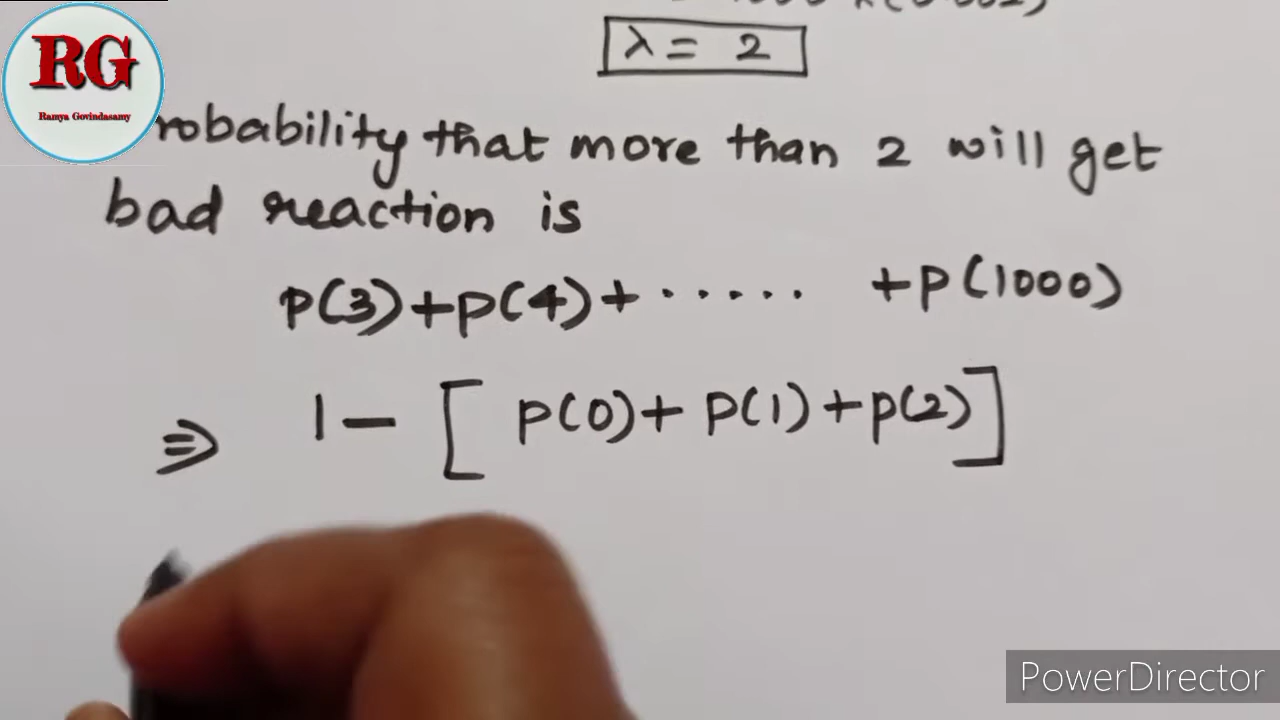 RG
Ramya Govindasamy
λ = 2
robability that more than 2 will get
bad reaction is
p(3)+p(4)+ ..... +p(1000)
⇒ 1 - [ p(0)+ p(1)+p(2)]
PowerDirector